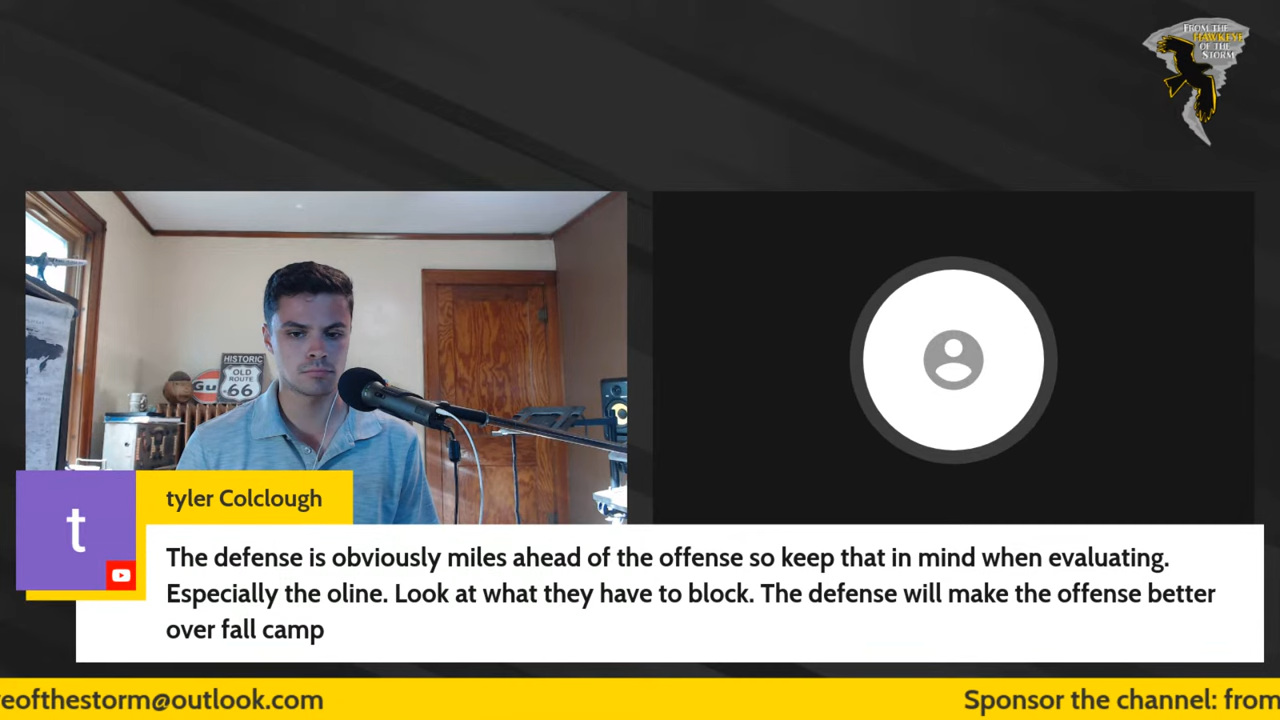 FROM THE
HAWKEYE
OF THE
STORM
HISTORIC
OLD
ROUTE
66
Gu
t
tyler Colclough
The defense is obviously miles ahead of the offense so keep that in mind when evaluating.
Especially the oline. Look at what they have to block. The defense will make the offense better
over fall camp
eofthestorm@outlook.com
Sponsor the channel: from